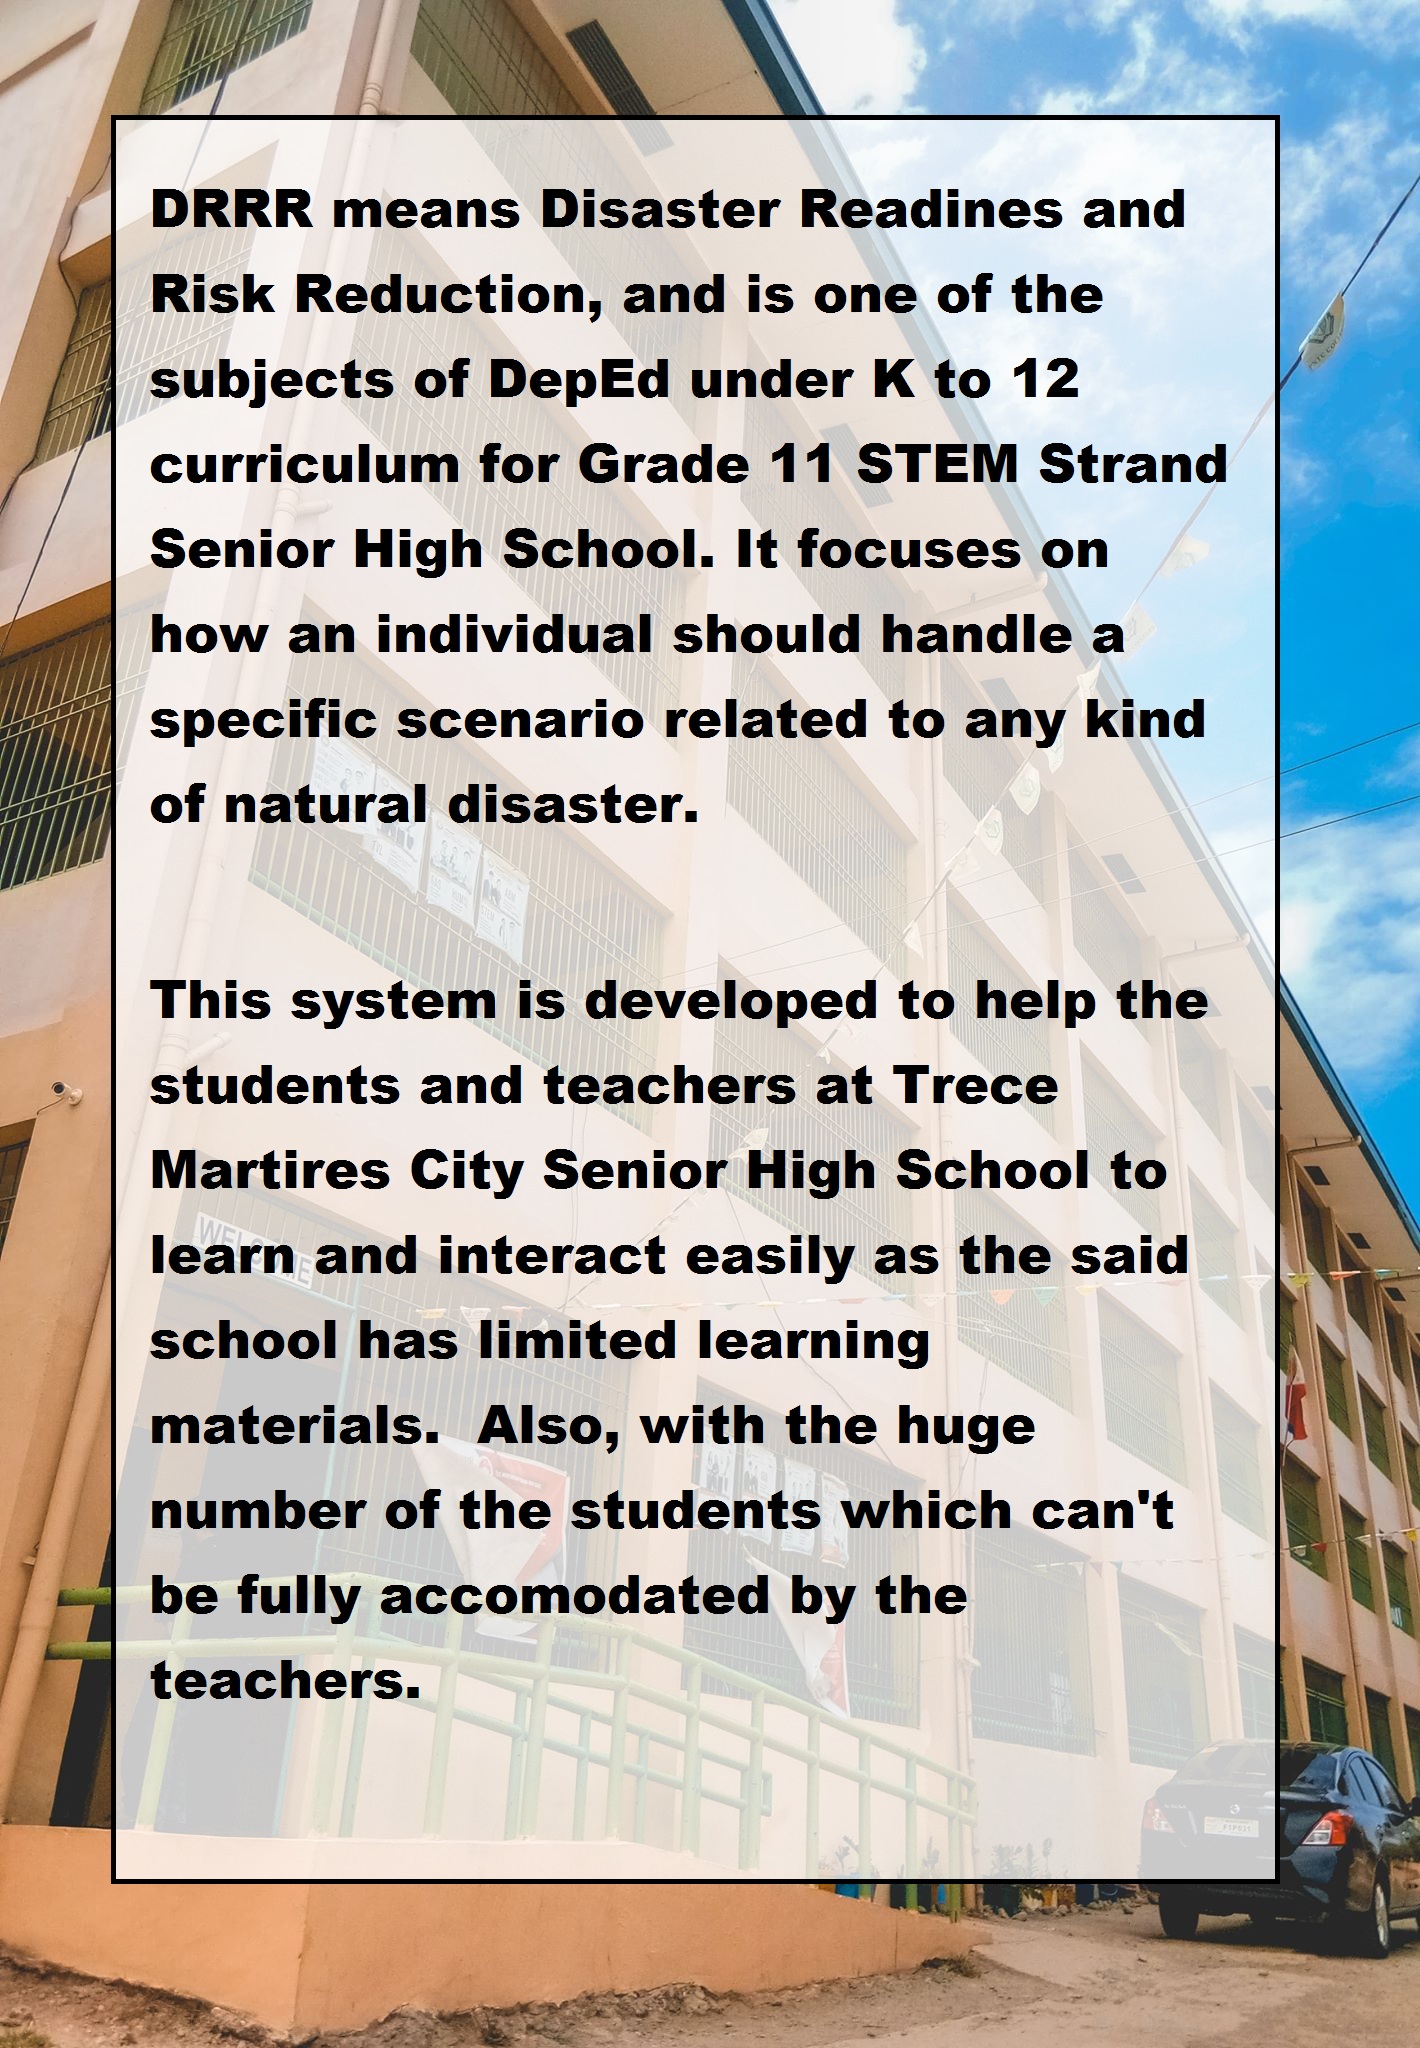 DRRR means Disaster Readines and
Risk Reduction, and is one of the
subjects of DepEd under K to 12
curriculum for Grade 11 STEM Strand
Senior High School. It focuses on
how an individual should handle a
specific scenario related to any kind
of natural disaster.
This system is developed to help the
students and teachers at Trece
Martires City Senior High School to
learn and interact easily as the said
school has limited learning
materials.  Also, with the huge
number of the students which can't
be fully accomodated by the
teachers.
WELCOME